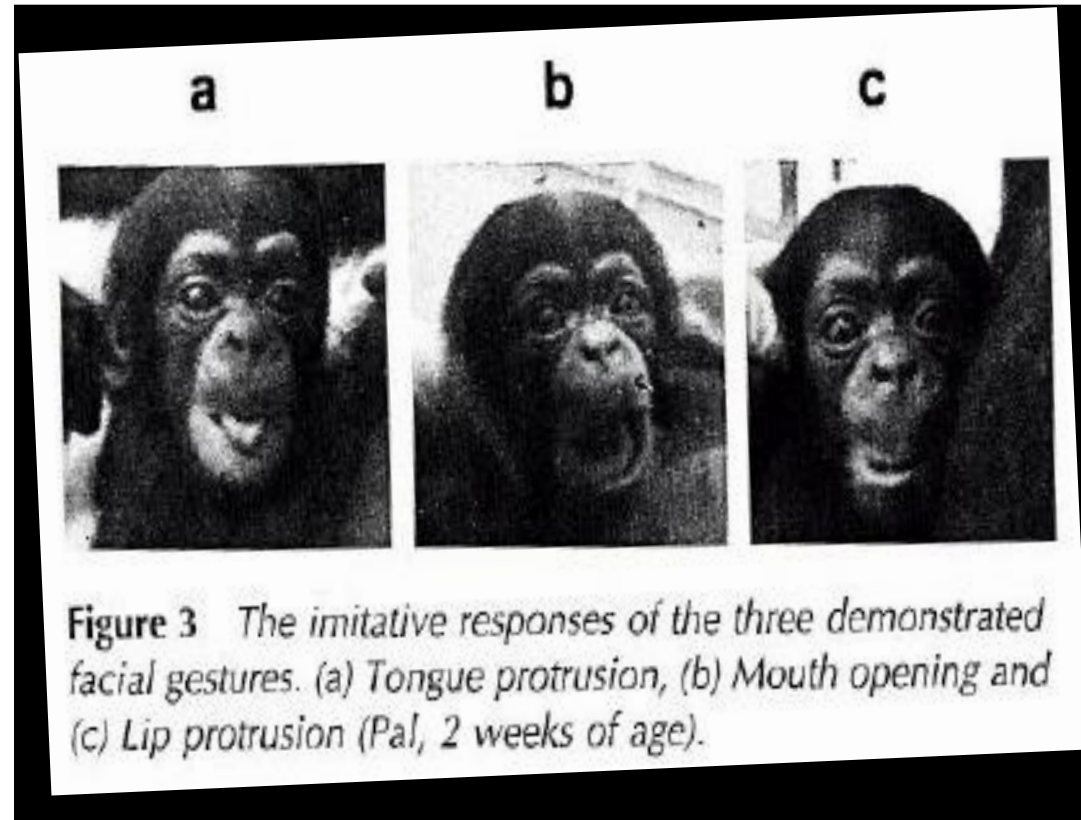 a b c
Figure 3 The imitative responses of the three demonstrated
facial gestures. (a) Tongue protrusion, (b) Mouth opening and
(c) Lip protrusion (Pal, 2 weeks of age).